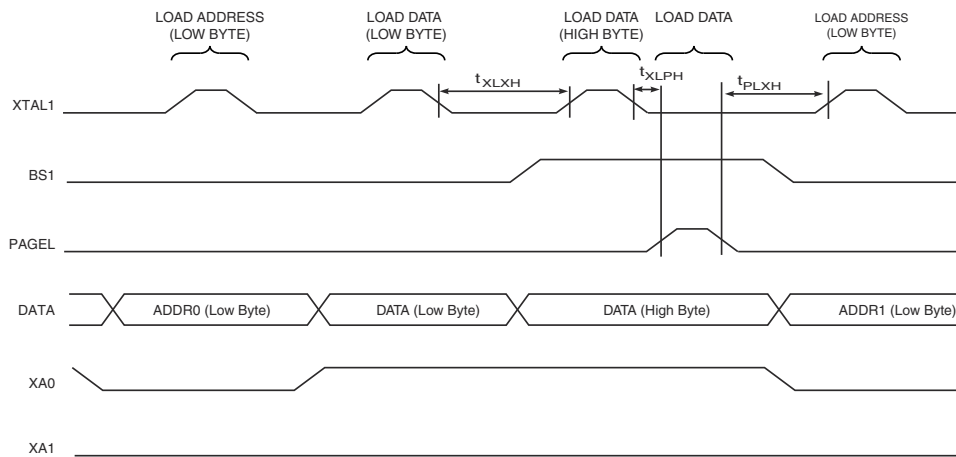 LOAD ADDRESS
(LOW BYTE)
LOAD DATA
(LOW BYTE)
LOAD DATA
(HIGH BYTE)
LOAD DATA
LOAD ADDRESS
(LOW BYTE)
tXLXH
tXLPH
tPLXH
XTAL1
BS1
PAGEL
DATA
ADDR0 (Low Byte)
DATA (Low Byte)
DATA (High Byte)
ADDR1 (Low Byte)
XA0
XA1